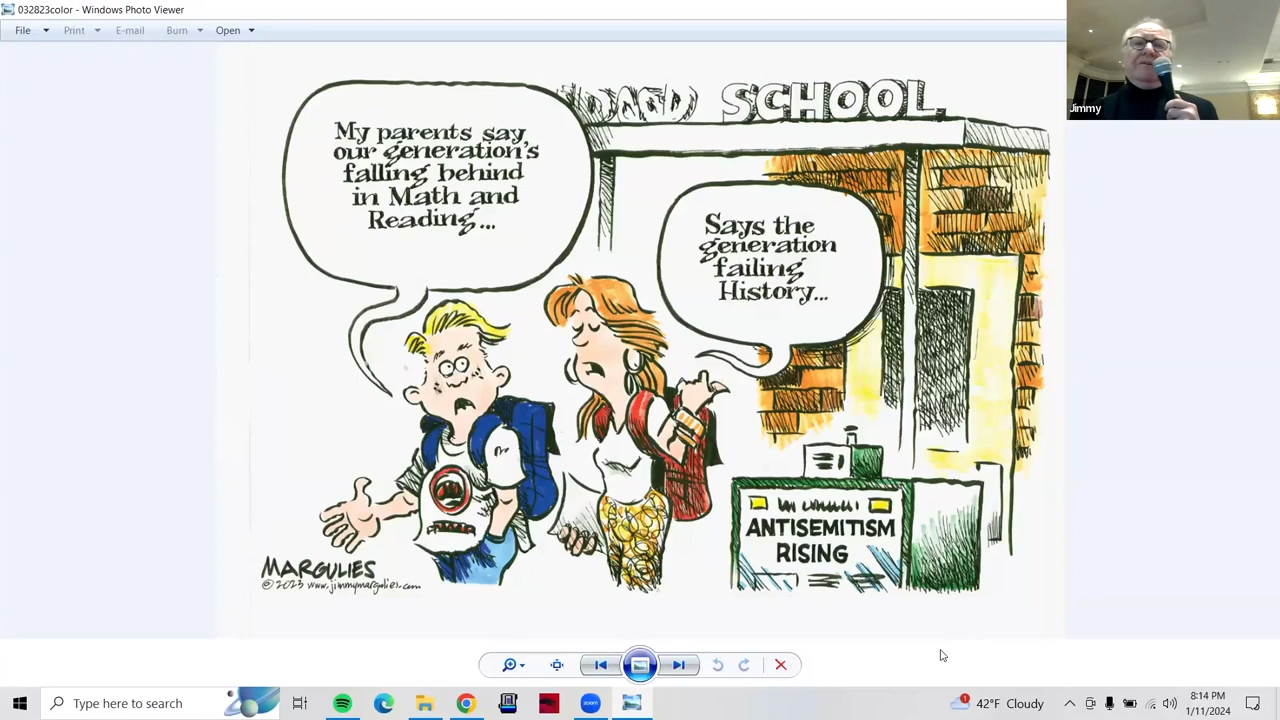 032823color - Windows Photo Viewer
File Print E-mail Burn Open
Jimmy
SCHOOL
My parents say
our generation's
falling behind
in Math and
Reading...
Says the
generation
failing
History...
ANTISEMITISM
RISING
MARGULIES
© 2023 www.jimmymargulies.com
Type here to search
zoom
1
42°F Cloudy
8:14 PM
1/11/2024